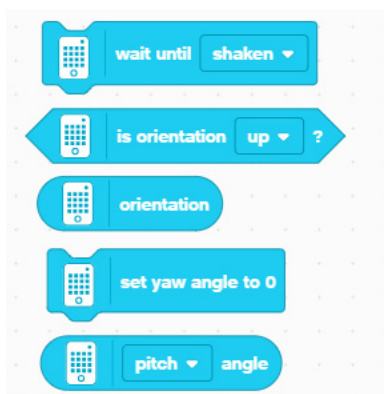 wait until shaken
is orientation up ?
orientation
set yaw angle to 0
pitch angle